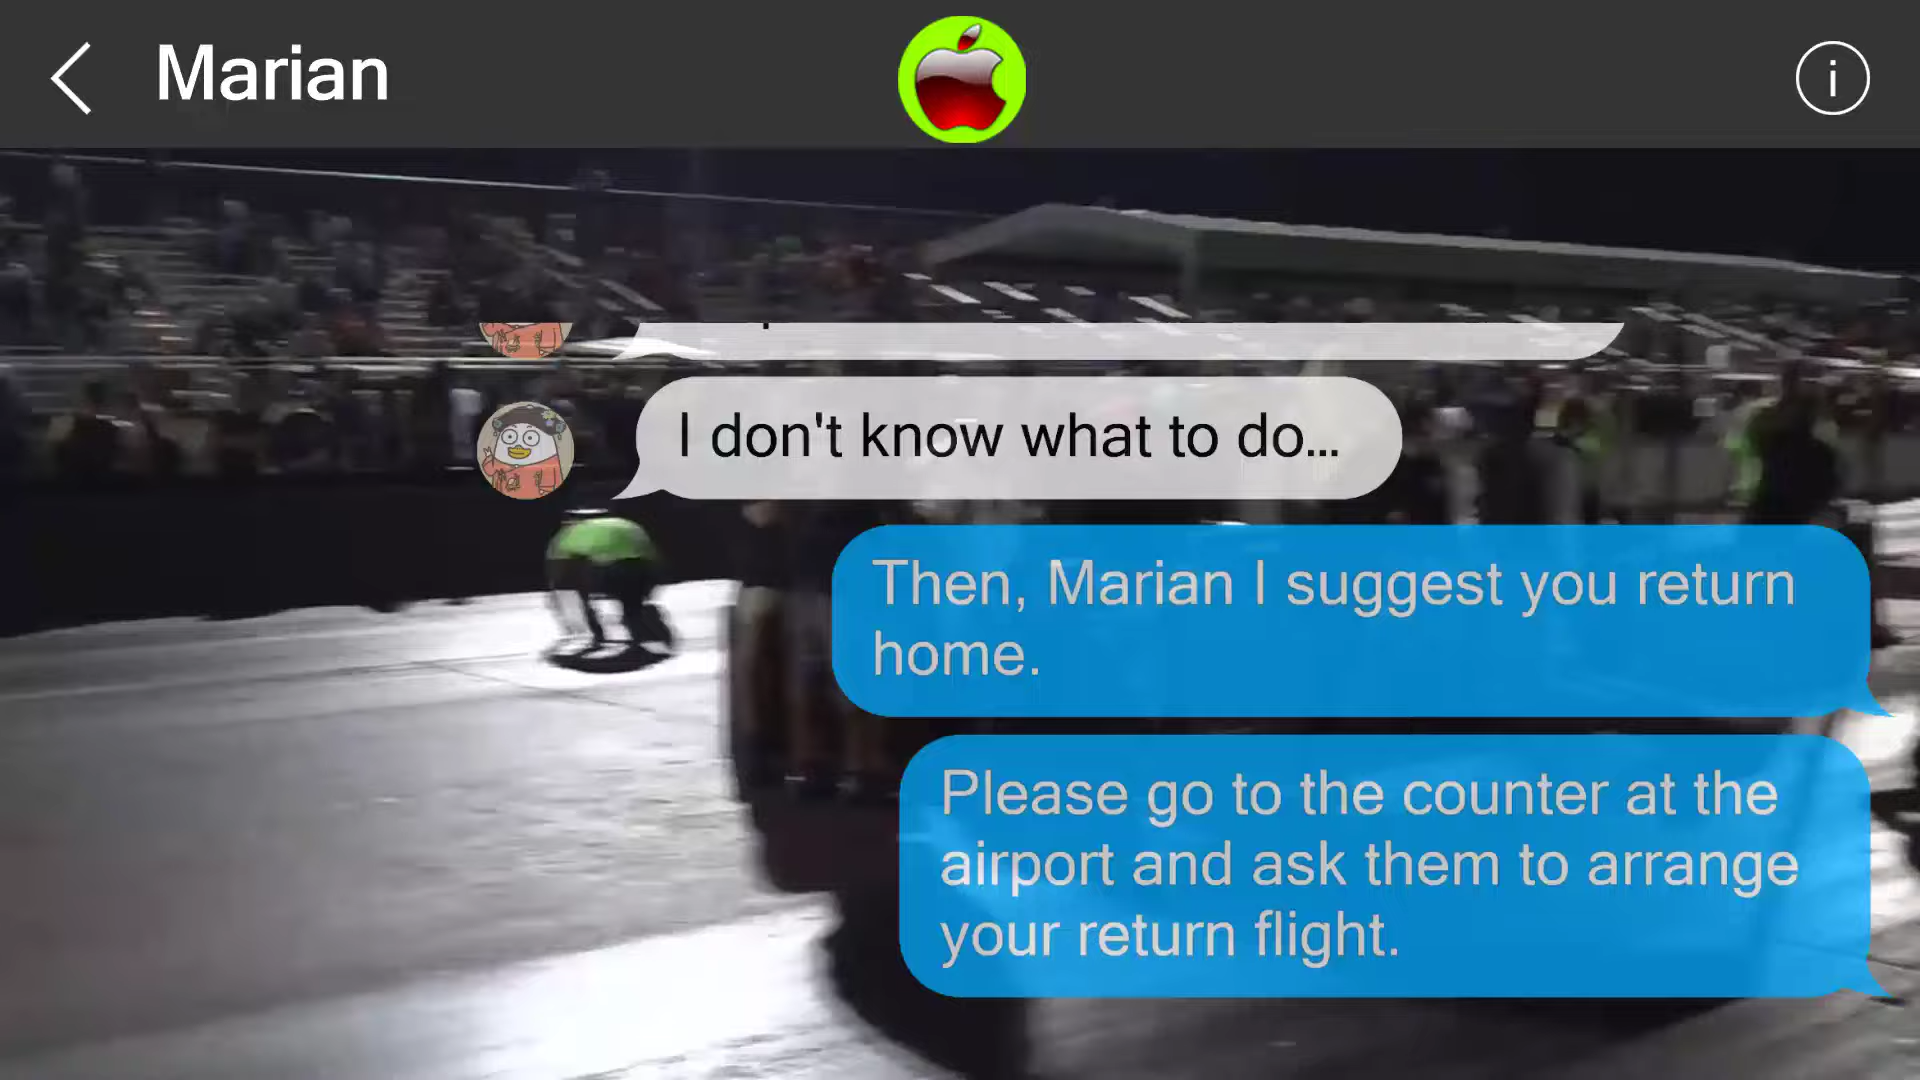 Marian
i
I don't know what to do...
Then, Marian I suggest you return
home.
Please go to the counter at the
airport and ask them to arrange
your return flight.